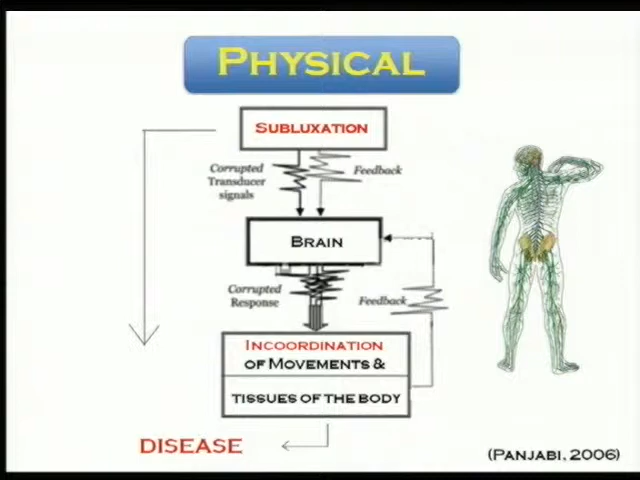 PHYSICAL
SUBLUXATION
Corrupted
Transducer
signals
Feedback
BRAIN
Corrupted
Response
Feedback
INCOORDINATION
OF MOVEMENTS &
TISSUES OF THE BODY
DISEASE
(PANJABI, 2006)